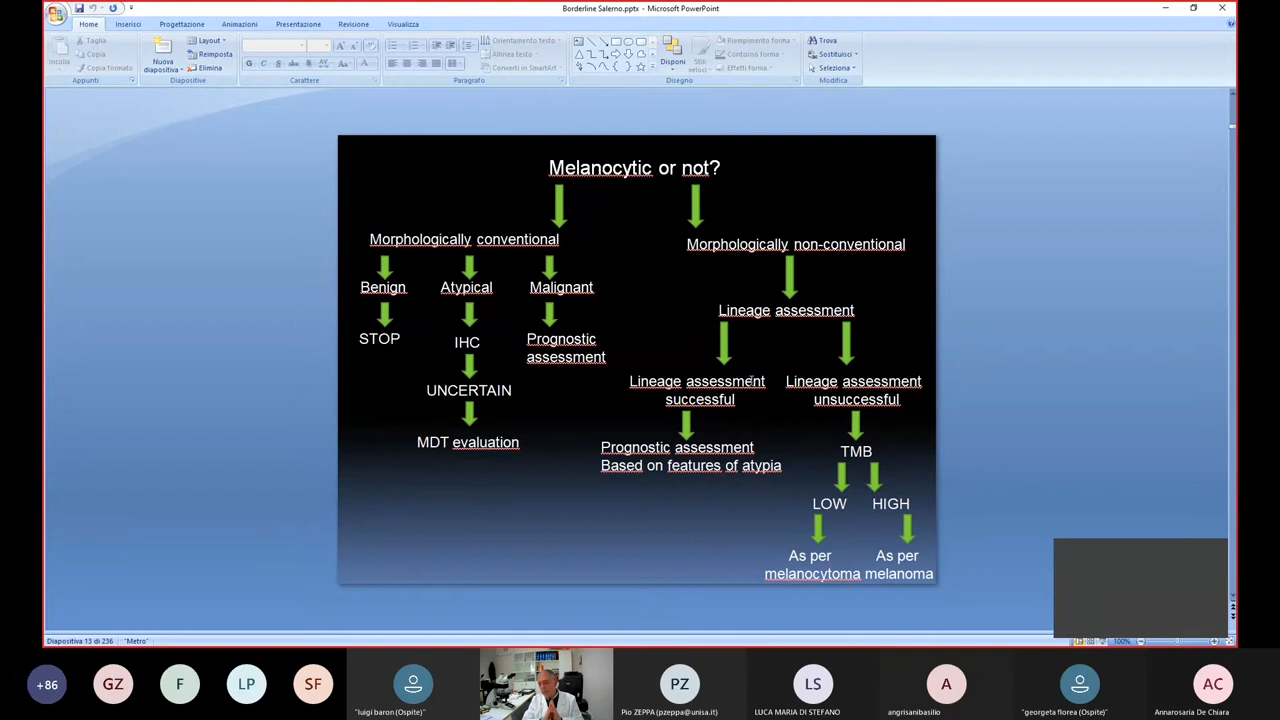 Borderline Salerno.pptx - Microsoft PowerPoint
Home Inserisci Progettazione Animazioni Presentazione Revisione Visualizza
Taglia Layout Orientamento testo Riempimento forma Trova
Copia Reimposta Allinea testo Contorno forma Sostituisci
Incolla Copia formato Nuova diapositiva Elimina G C S abc AV Aa A Converti in SmartArt Disponi Stili veloci Effetti forma Seleziona
Appunti Diapositive Carattere Paragrafo Disegno Modifica
Melanocytic or not?
Morphologically conventional
Morphologically non-conventional
Benign Atypical Malignant
Lineage assessment
STOP IHC Prognostic
assessment
UNCERTAIN
Lineage assessment
successful
Lineage assessment
unsuccessful
MDT evaluation
Prognostic assessment
Based on features of atypia
TMB
LOW HIGH
As per
melanocytoma
As per
melanoma
Diapositiva 13 di 236 "Metro" 100%
+86 GZ F LP SF PZ LS A AC
"luigi baron (Ospite)" Pio ZEPPA (pzeppa@unisa.it) LUCA MARIA DI STEFANO angrisanibasilio "georgeta florea (Ospite)" Annarosaria De Chiara